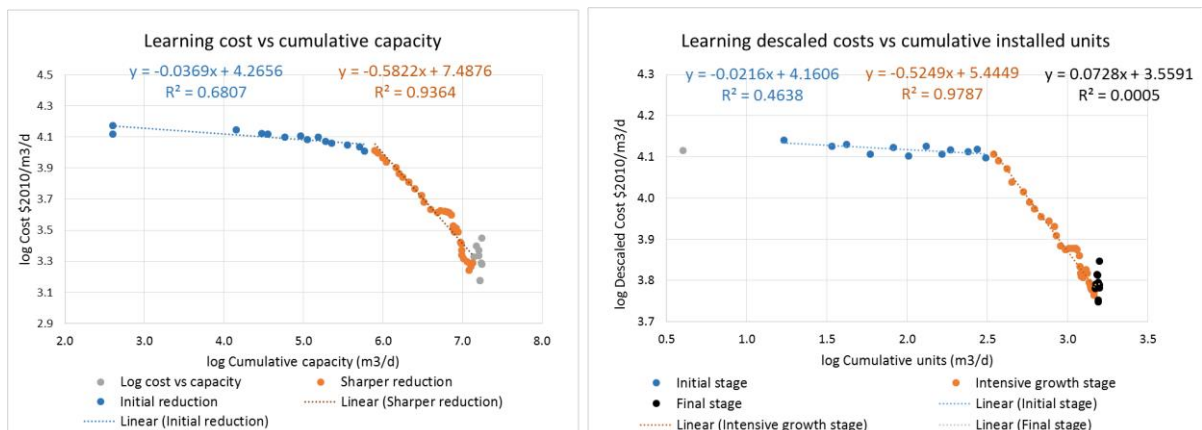 Learning cost vs cumulative capacity
y = -0.0369x + 4.2656
R² = 0.6807
y = -0.5822x + 7.4876
R² = 0.9364
log Cost $2010/m3/d
4.5
4.3
4.1
3.9
3.7
3.5
3.3
3.1
2.9
2.0 3.0 4.0 5.0 6.0 7.0 8.0
log Cumulative capacity (m3/d)
Log cost vs capacity
Sharper reduction
Initial reduction
Linear (Sharper reduction)
Linear (Initial reduction)
Learning descaled costs vs cumulative installed units
y = -0.0216x + 4.1606
R² = 0.4638
y = -0.5249x + 5.4449
R² = 0.9787
y = 0.0728x + 3.5591
R² = 0.0005
log Descaled Cost $2010/m3/d
4.3
4.2
4.1
4.0
3.9
3.8
3.7
0.5 1.0 1.5 2.0 2.5 3.0 3.5
log Cumulative units (m3/d)
Initial stage
Intensive growth stage
Final stage
Linear (Initial stage)
Linear (Intensive growth stage)
Linear (Final stage)